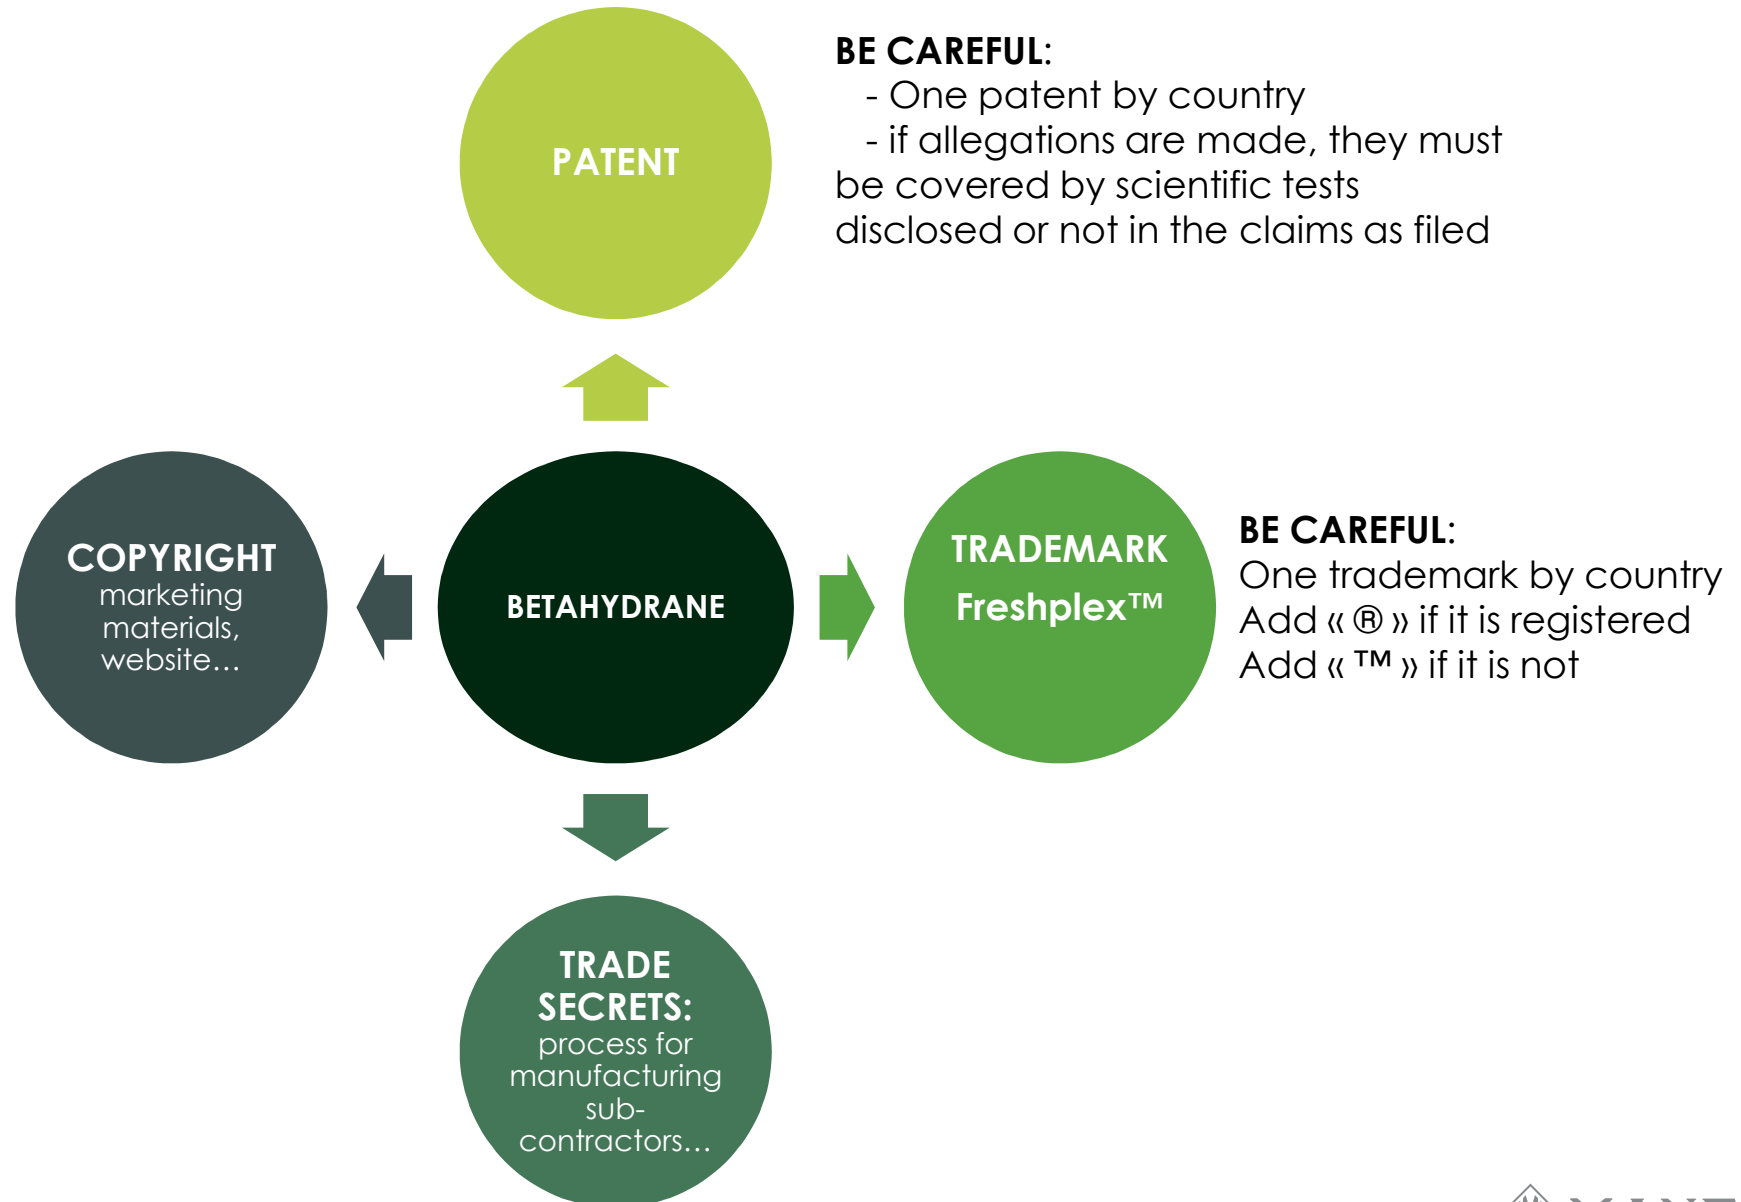 PATENT
BE CAREFUL:
- One patent by country
- if allegations are made, they must
be covered by scientific tests
disclosed or not in the claims as filed
COPYRIGHT
marketing
materials,
website…
BETAHYDRANE
TRADEMARK
Freshplex™
BE CAREFUL:
One trademark by country
Add « ® » if it is registered
Add « ™ » if it is not
TRADE
SECRETS:
process for
manufacturing
sub-
contractors…